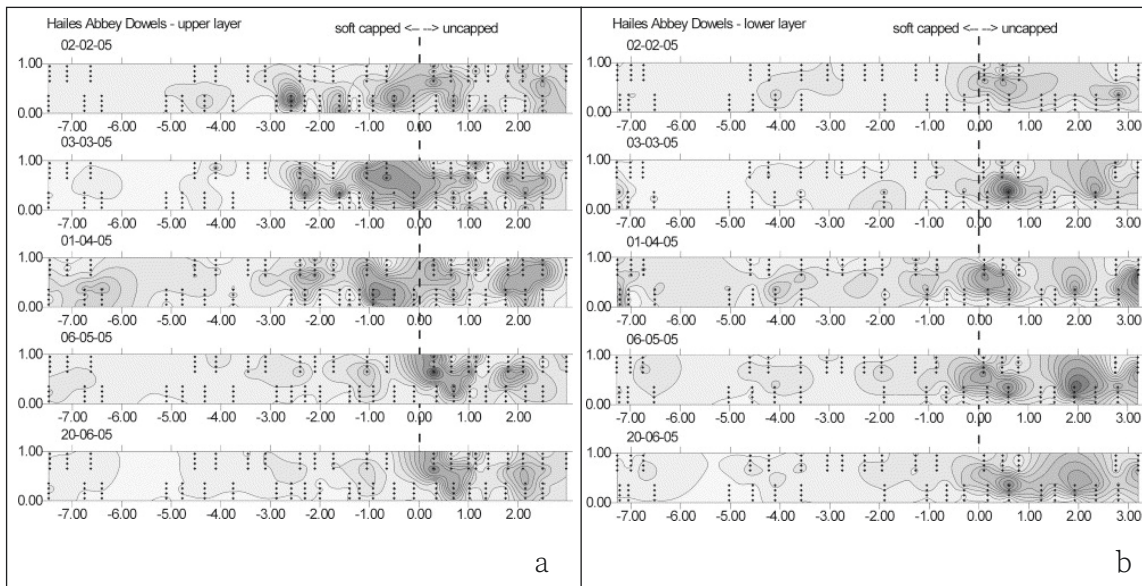 Hailes Abbey Dowels - upper layer soft capped <- - -> uncapped
02-02-05
1.00
0.00
-7.00 -6.00 -5.00 -4.00 -3.00 -2.00 -1.00 0.00 1.00 2.00
03-03-05
1.00
0.00
-7.00 -6.00 -5.00 -4.00 -3.00 -2.00 -1.00 0.00 1.00 2.00
01-04-05
1.00
0.00
-7.00 -6.00 -5.00 -4.00 -3.00 -2.00 -1.00 0.00 1.00 2.00
06-05-05
1.00
0.00
-7.00 -6.00 -5.00 -4.00 -3.00 -2.00 -1.00 0.00 1.00 2.00
20-06-05
1.00
0.00
-7.00 -6.00 -5.00 -4.00 -3.00 -2.00 -1.00 0.00 1.00 2.00
a
Hailes Abbey Dowels - lower layer soft capped <- - -> uncapped
02-02-05
1.00
0.00
-7.00 -6.00 -5.00 -4.00 -3.00 -2.00 -1.00 0.00 1.00 2.00 3.00
03-03-05
1.00
0.00
-7.00 -6.00 -5.00 -4.00 -3.00 -2.00 -1.00 0.00 1.00 2.00 3.00
01-04-05
1.00
0.00
-7.00 -6.00 -5.00 -4.00 -3.00 -2.00 -1.00 0.00 1.00 2.00 3.00
06-05-05
1.00
0.00
-7.00 -6.00 -5.00 -4.00 -3.00 -2.00 -1.00 0.00 1.00 2.00 3.00
20-06-05
1.00
0.00
-7.00 -6.00 -5.00 -4.00 -3.00 -2.00 -1.00 0.00 1.00 2.00 3.00
b